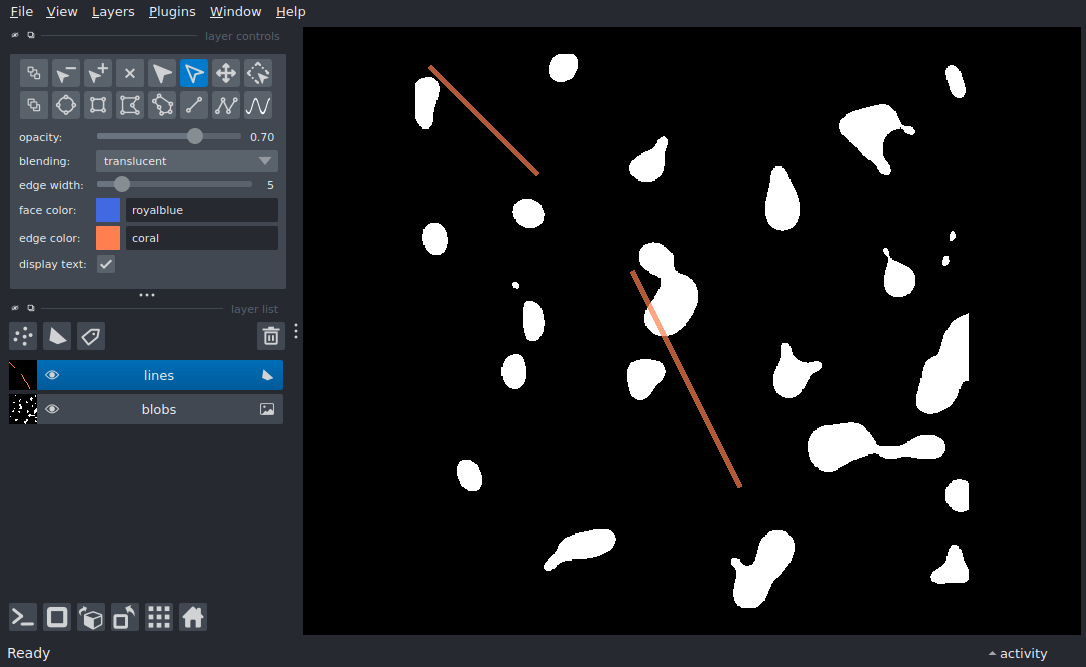 File View Layers Plugins Window Help
layer controls
opacity: 0.70
blending: translucent
edge width: 5
face color: royalblue
edge color: coral
display text:
layer list
lines
blobs
Ready
activity